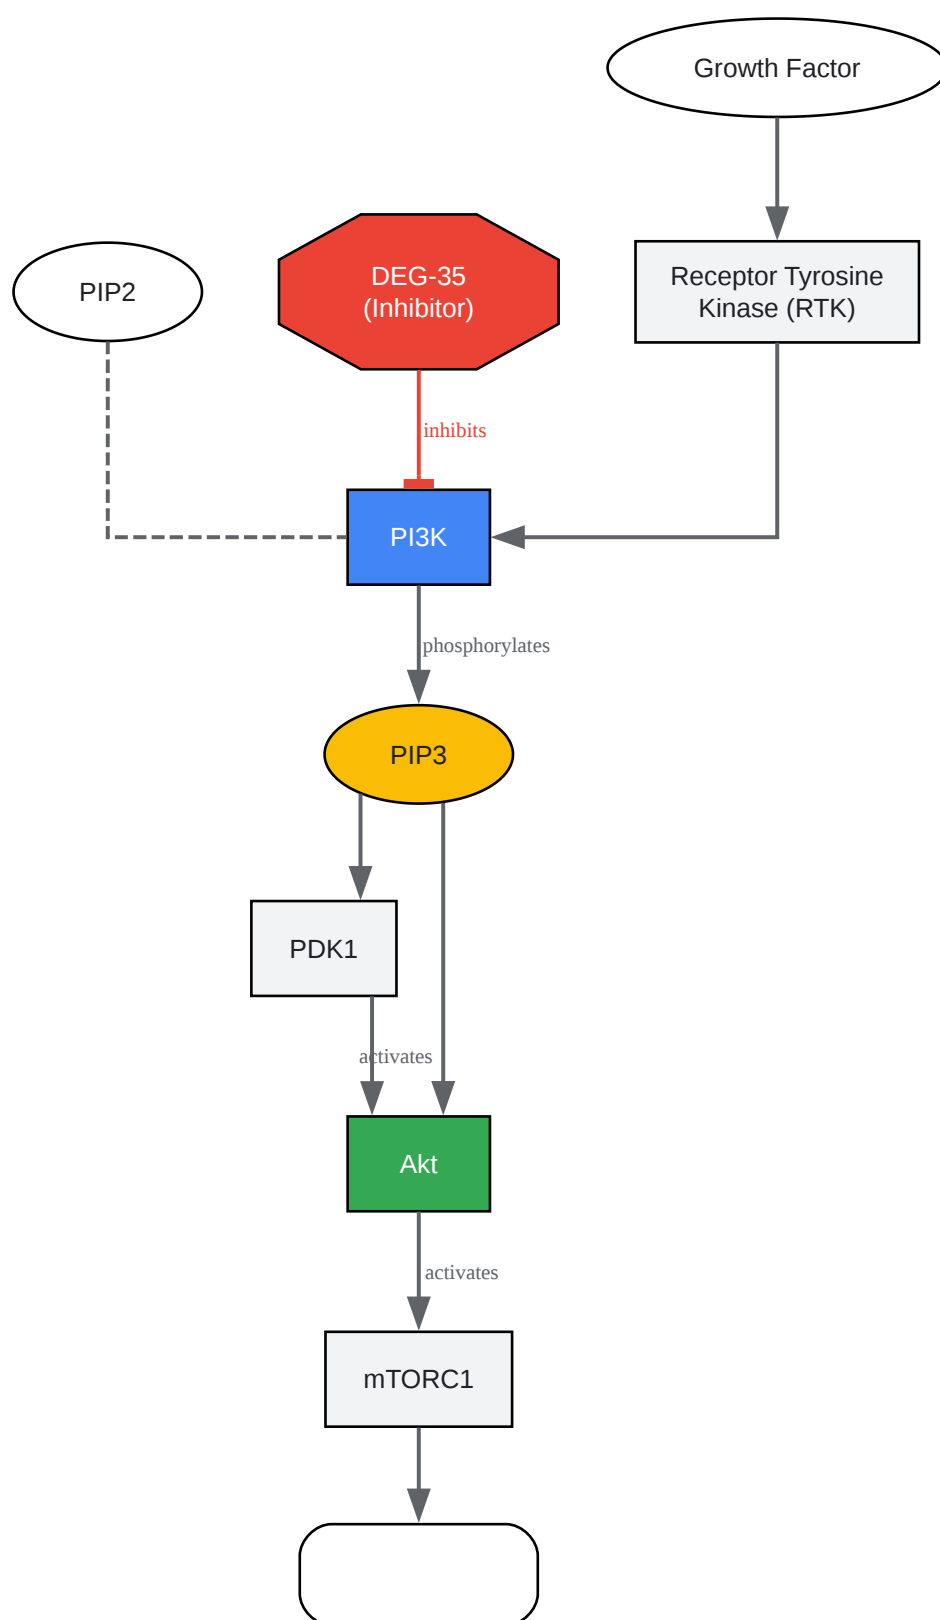 Growth Factor
PIP2
DEG-35
(Inhibitor)
Receptor Tyrosine
Kinase (RTK)
inhibits
PI3K
phosphorylates
PIP3
PDK1
activates
Akt
activates
mTORC1